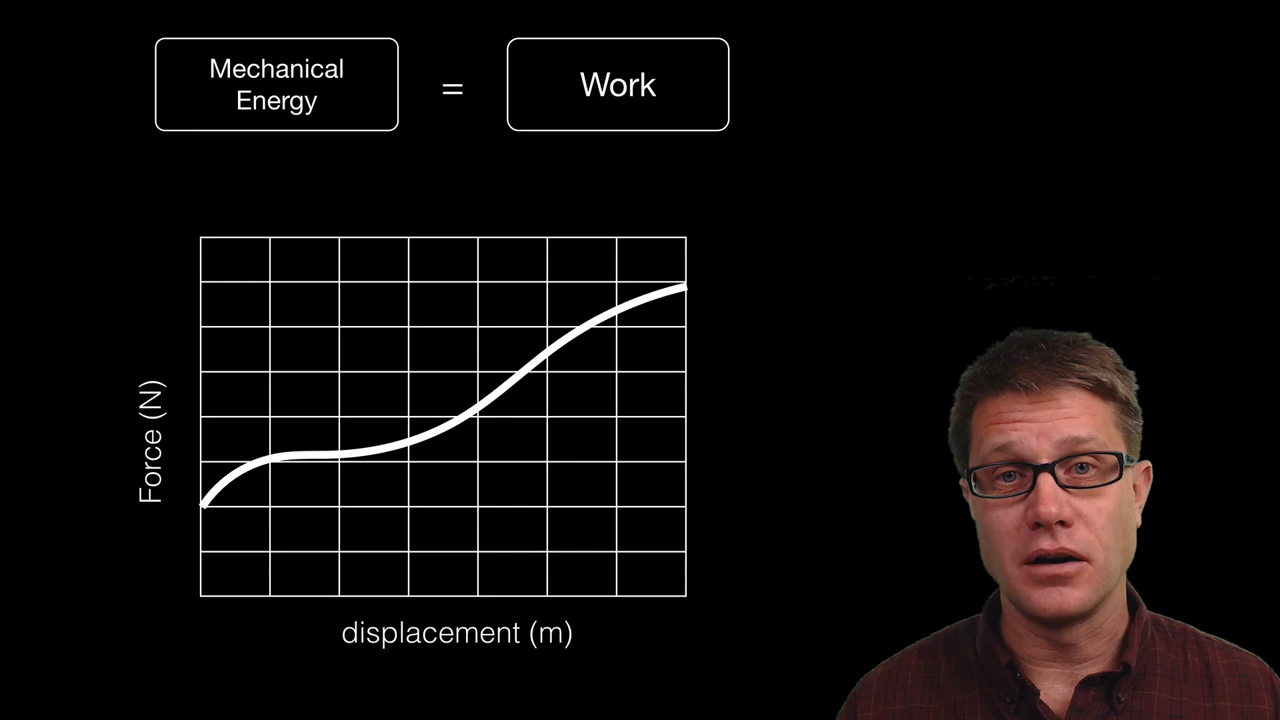 Mechanical
Energy
=
Work
Force (N)
displacement (m)